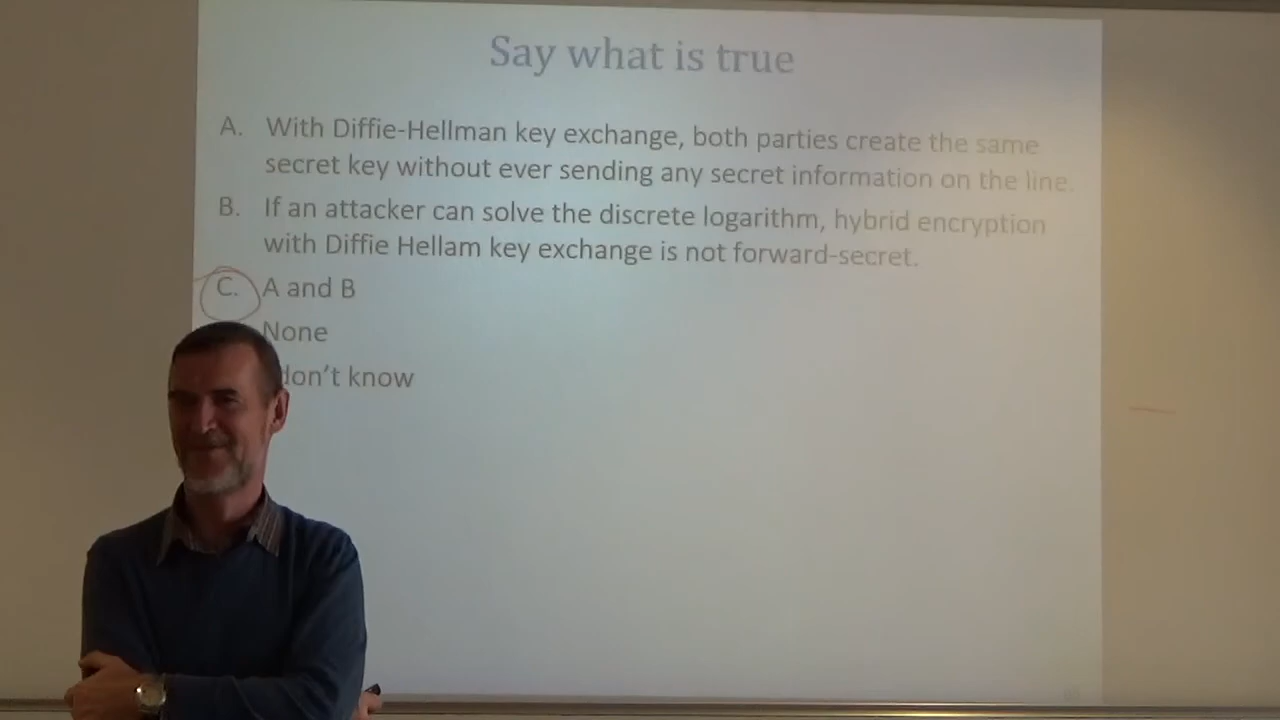 Say what is true
A. With Diffie-Hellman key exchange, both parties create the same
secret key without ever sending any secret information on the line.
B. If an attacker can solve the discrete logarithm, hybrid encryption
with Diffie Hellam key exchange is not forward-secret.
C. A and B
None
don't know